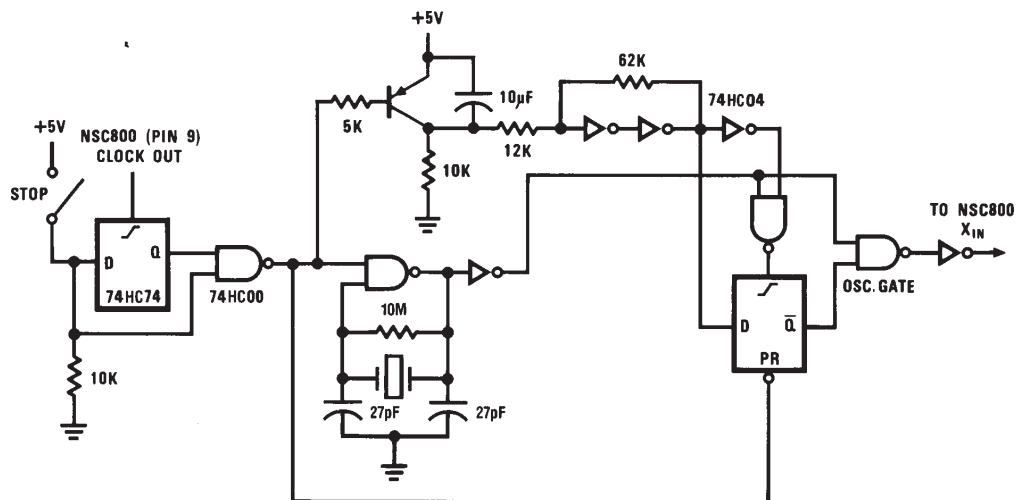 +5V
10µF
62K
74HC04
5K
12K
10K
+5V
NSC800 (PIN 9)
CLOCK OUT
STOP
D
Q
74HC74
74HC00
10K
10M
27pF
27pF
TO NSC800
XIN
OSC. GATE
D
Q̅
PR